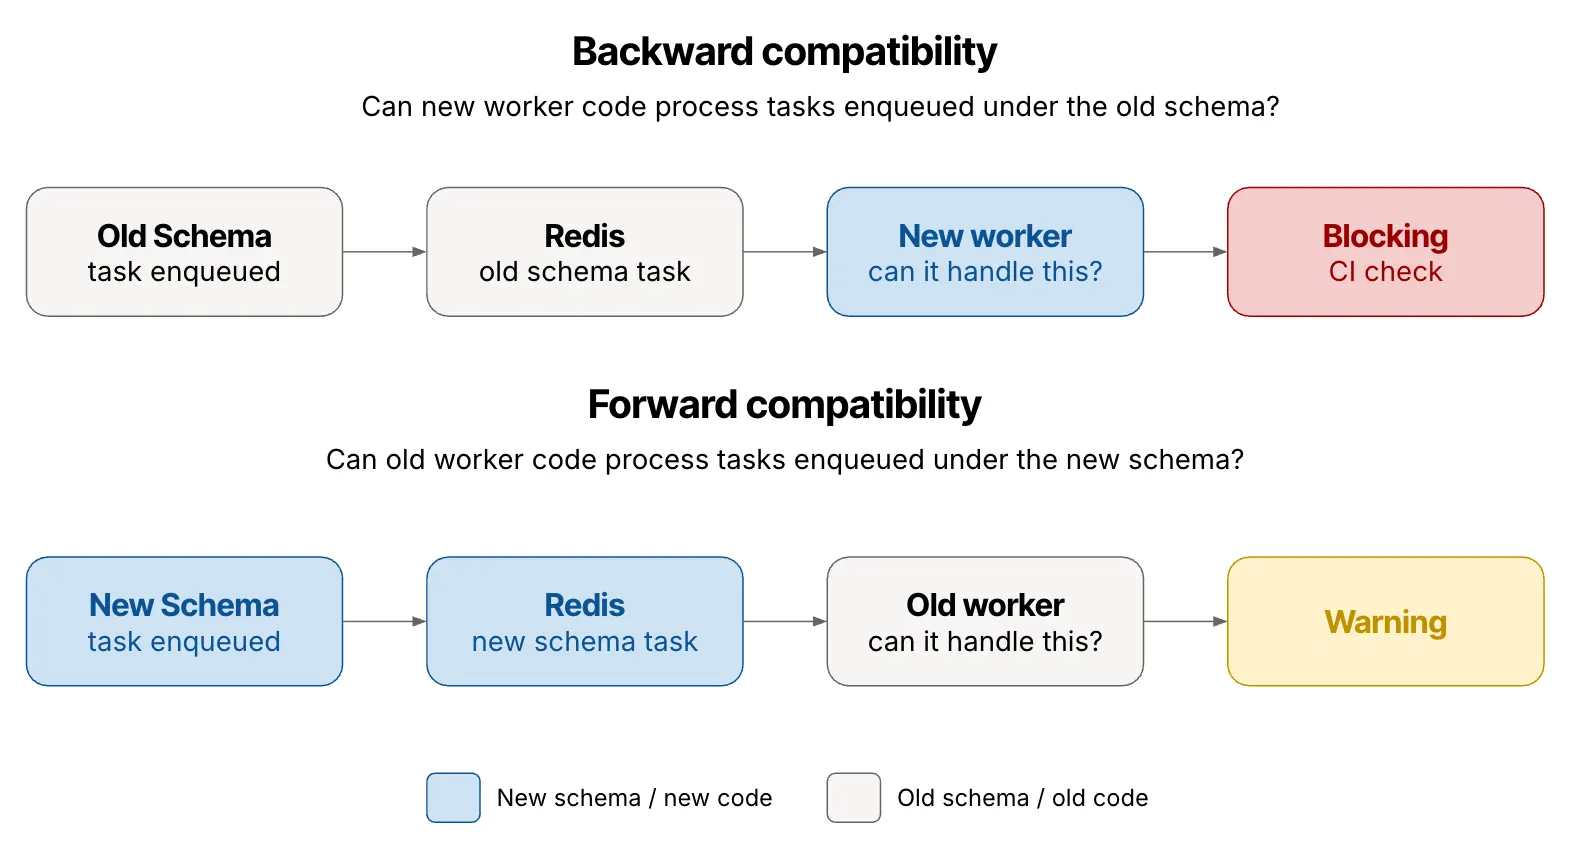 Backward compatibility
Can new worker code process tasks enqueued under the old schema?
Old Schema
task enqueued
Redis
old schema task
New worker
can it handle this?
Blocking
CI check
Forward compatibility
Can old worker code process tasks enqueued under the new schema?
New Schema
task enqueued
Redis
new schema task
Old worker
can it handle this?
Warning
New schema / new code
Old schema / old code